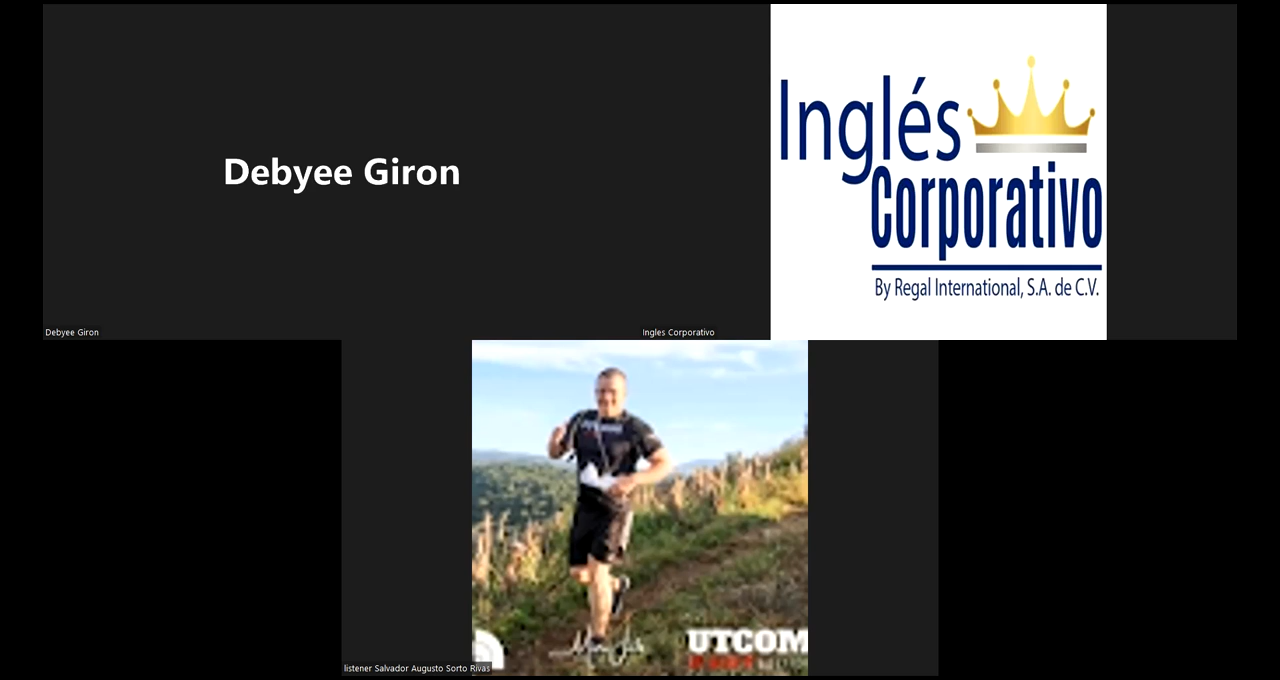 Debyee Giron
Inglés
Corporativo
By Regal International, S.A. de C.V.
Debyee Giron
Ingles Corporativo
UTCOM
listener Salvador Augusto Sorto Rivas